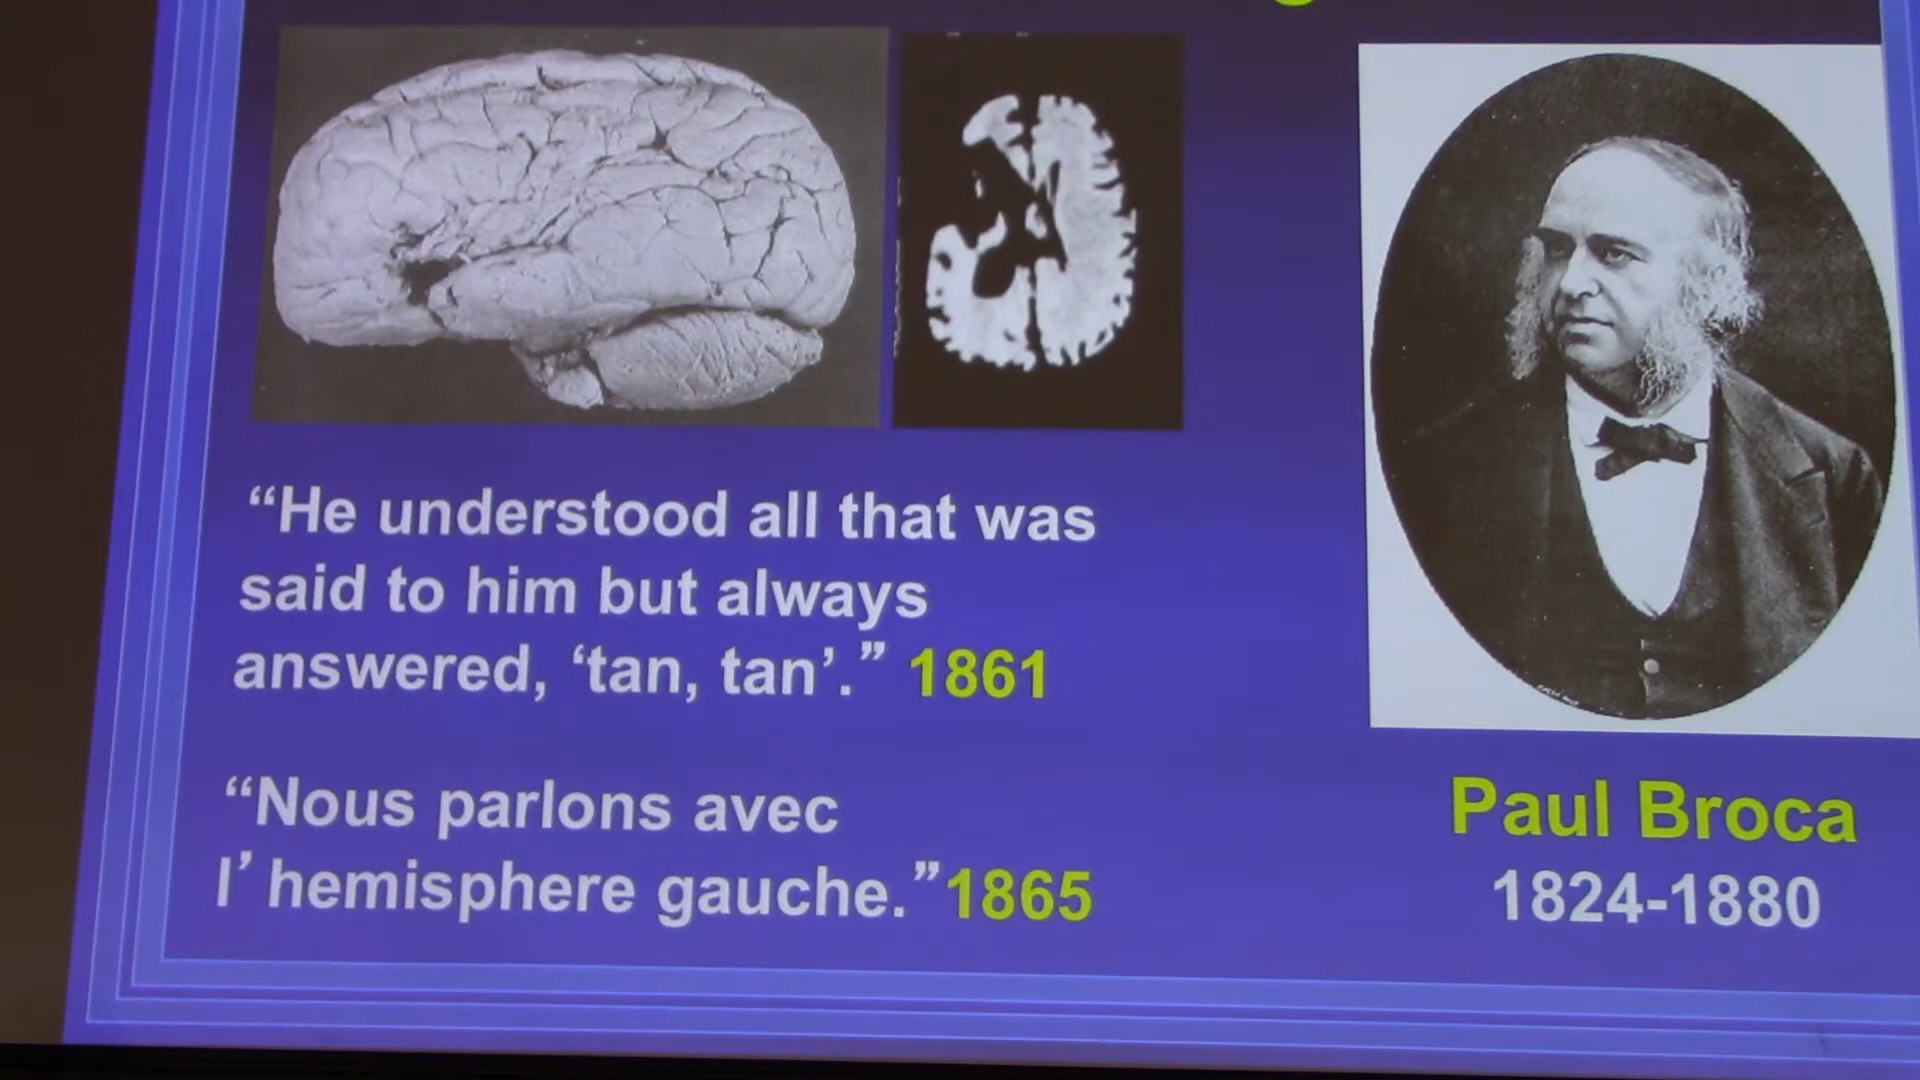 “He understood all that was
said to him but always
answered, ‘tan, tan’.” 1861
“Nous parlons avec
l’ hemisphere gauche.” 1865
Paul Broca
1824-1880